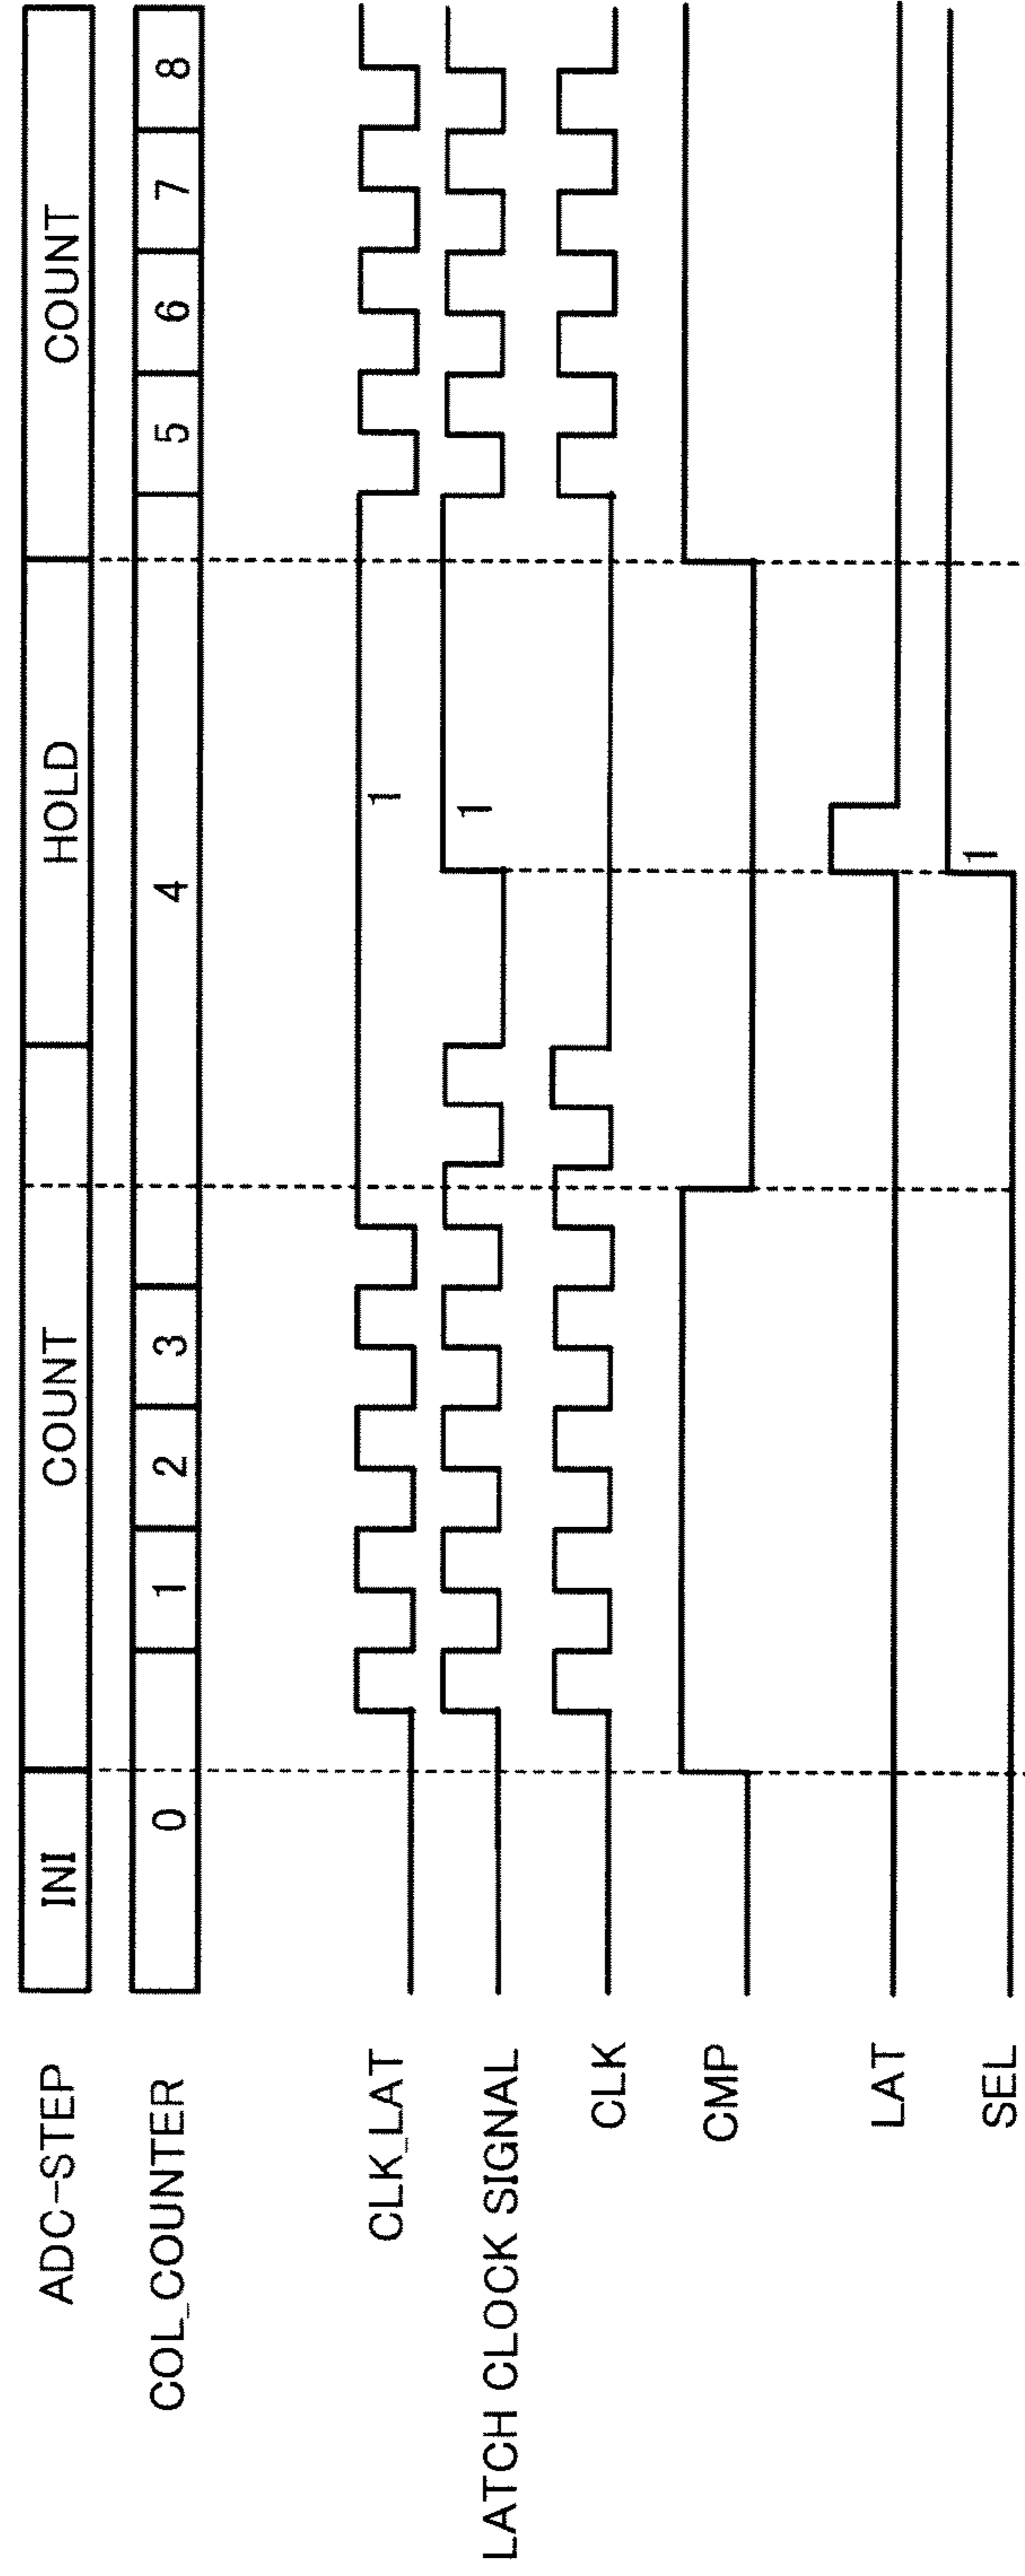 ADC-STEP INI COUNT HOLD COUNT
COL_COUNTER 0 1 2 3 4 5 6 7 8
CLK_LAT 1
LATCH CLOCK SIGNAL 1
CLK
CMP
LAT
SEL 1